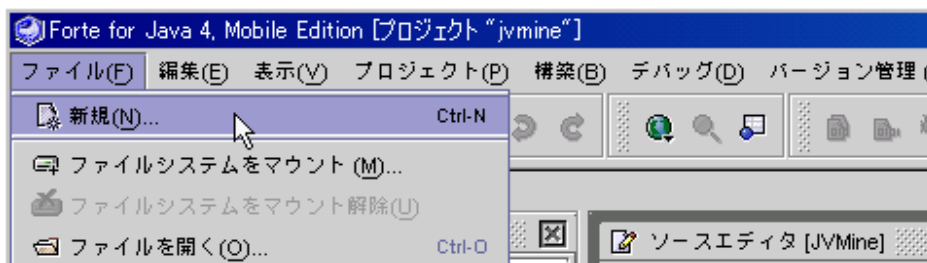 Forte for Java 4, Mobile Edition [プロジェクト “jvmine“]
ファイル(F) 編集(E) 表示(V) プロジェクト(P) 構築(B) デバッグ(D) バージョン管理 (
新規(N)... Ctrl-N
ファイルシステムをマウント (M)...
ファイルシステムをマウント解除(U)
ファイルを開く(O)... Ctrl-O
ソースエディタ [JVMine]